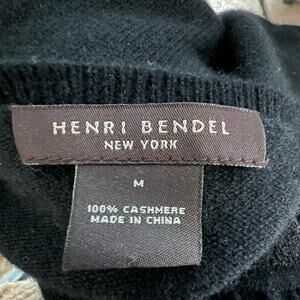 HENRI BENDEL
NEW YORK
M
100% CASHMERE
MADE IN CHINA